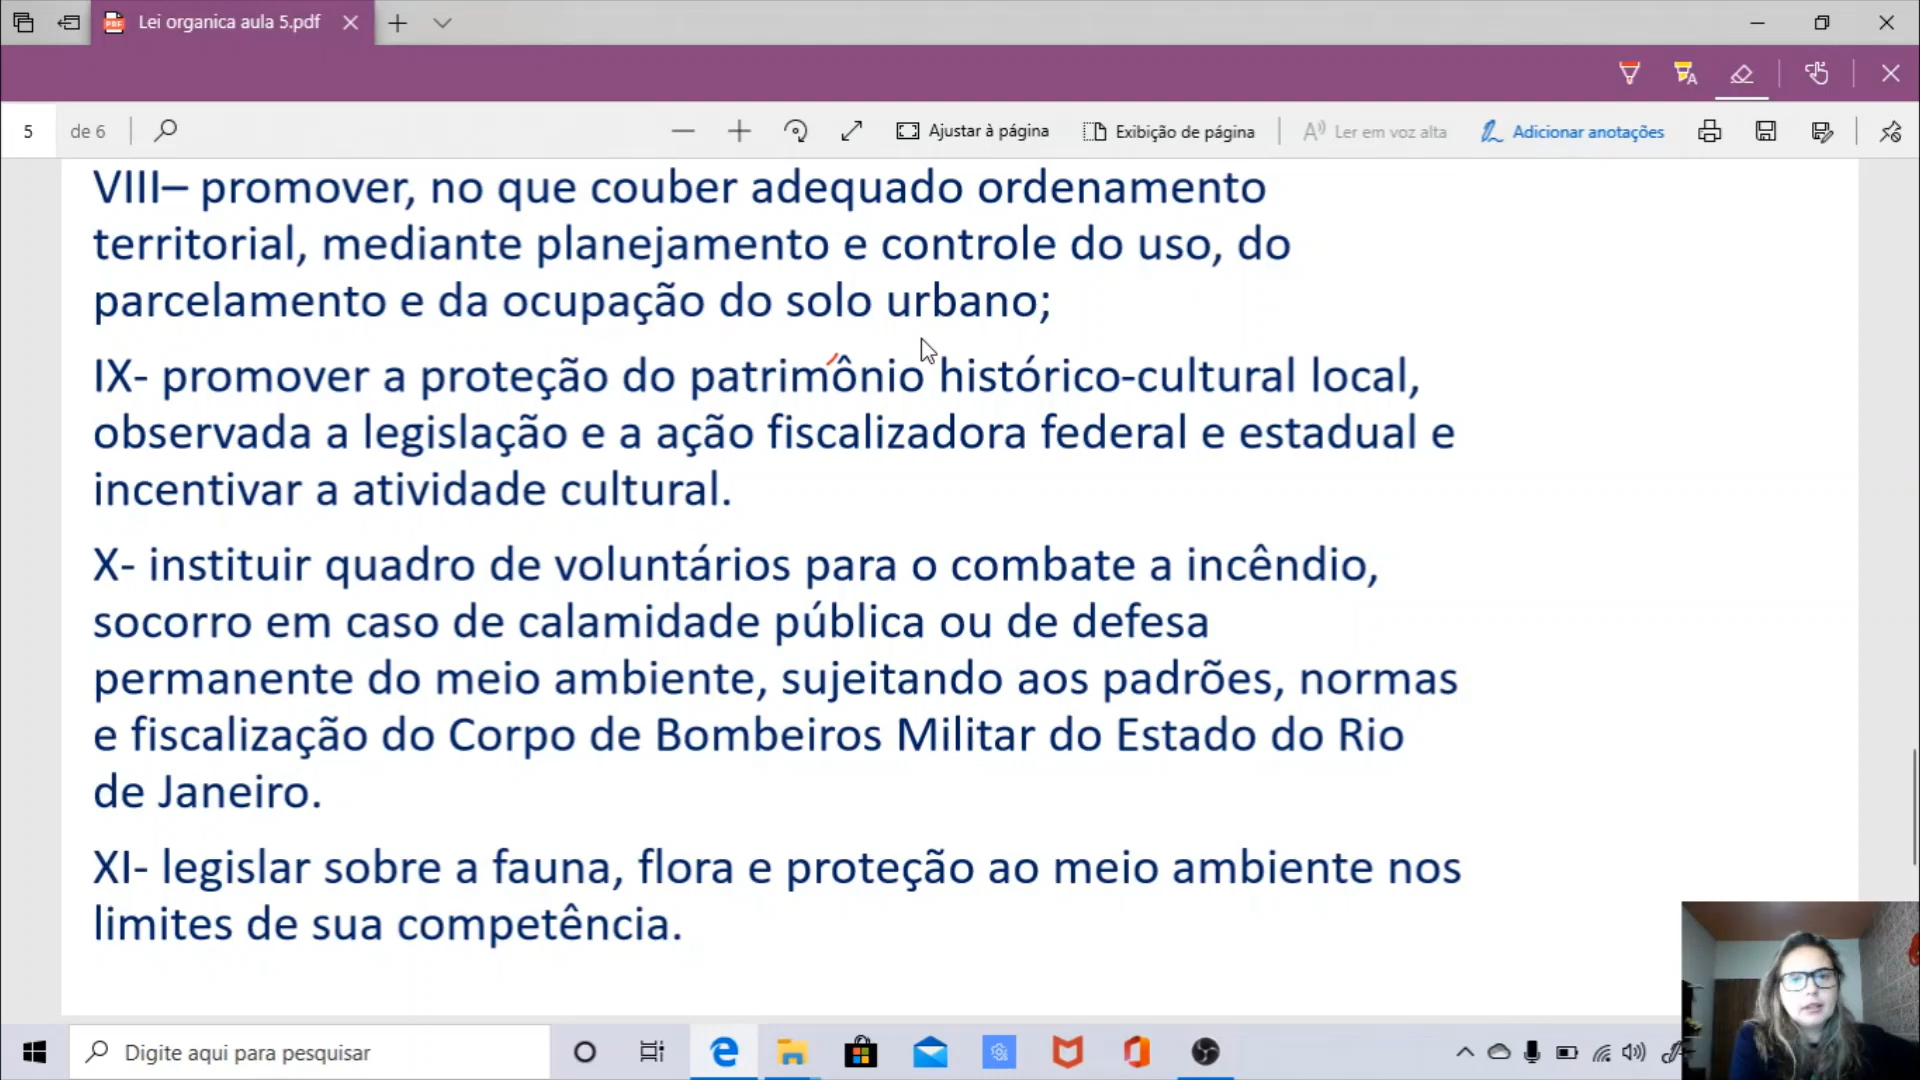 Lei organica aula 5.pdf
5 de 6
Ajustar à página
Exibição de página
Ler em voz alta
Adicionar anotações
VIII– promover, no que couber adequado ordenamento
territorial, mediante planejamento e controle do uso, do
parcelamento e da ocupação do solo urbano;
IX- promover a proteção do patrimônio histórico-cultural local,
observada a legislação e a ação fiscalizadora federal e estadual e
incentivar a atividade cultural.
X- instituir quadro de voluntários para o combate a incêndio,
socorro em caso de calamidade pública ou de defesa
permanente do meio ambiente, sujeitando aos padrões, normas
e fiscalização do Corpo de Bombeiros Militar do Estado do Rio
de Janeiro.
XI- legislar sobre a fauna, flora e proteção ao meio ambiente nos
limites de sua competência.
Digite aqui para pesquisar